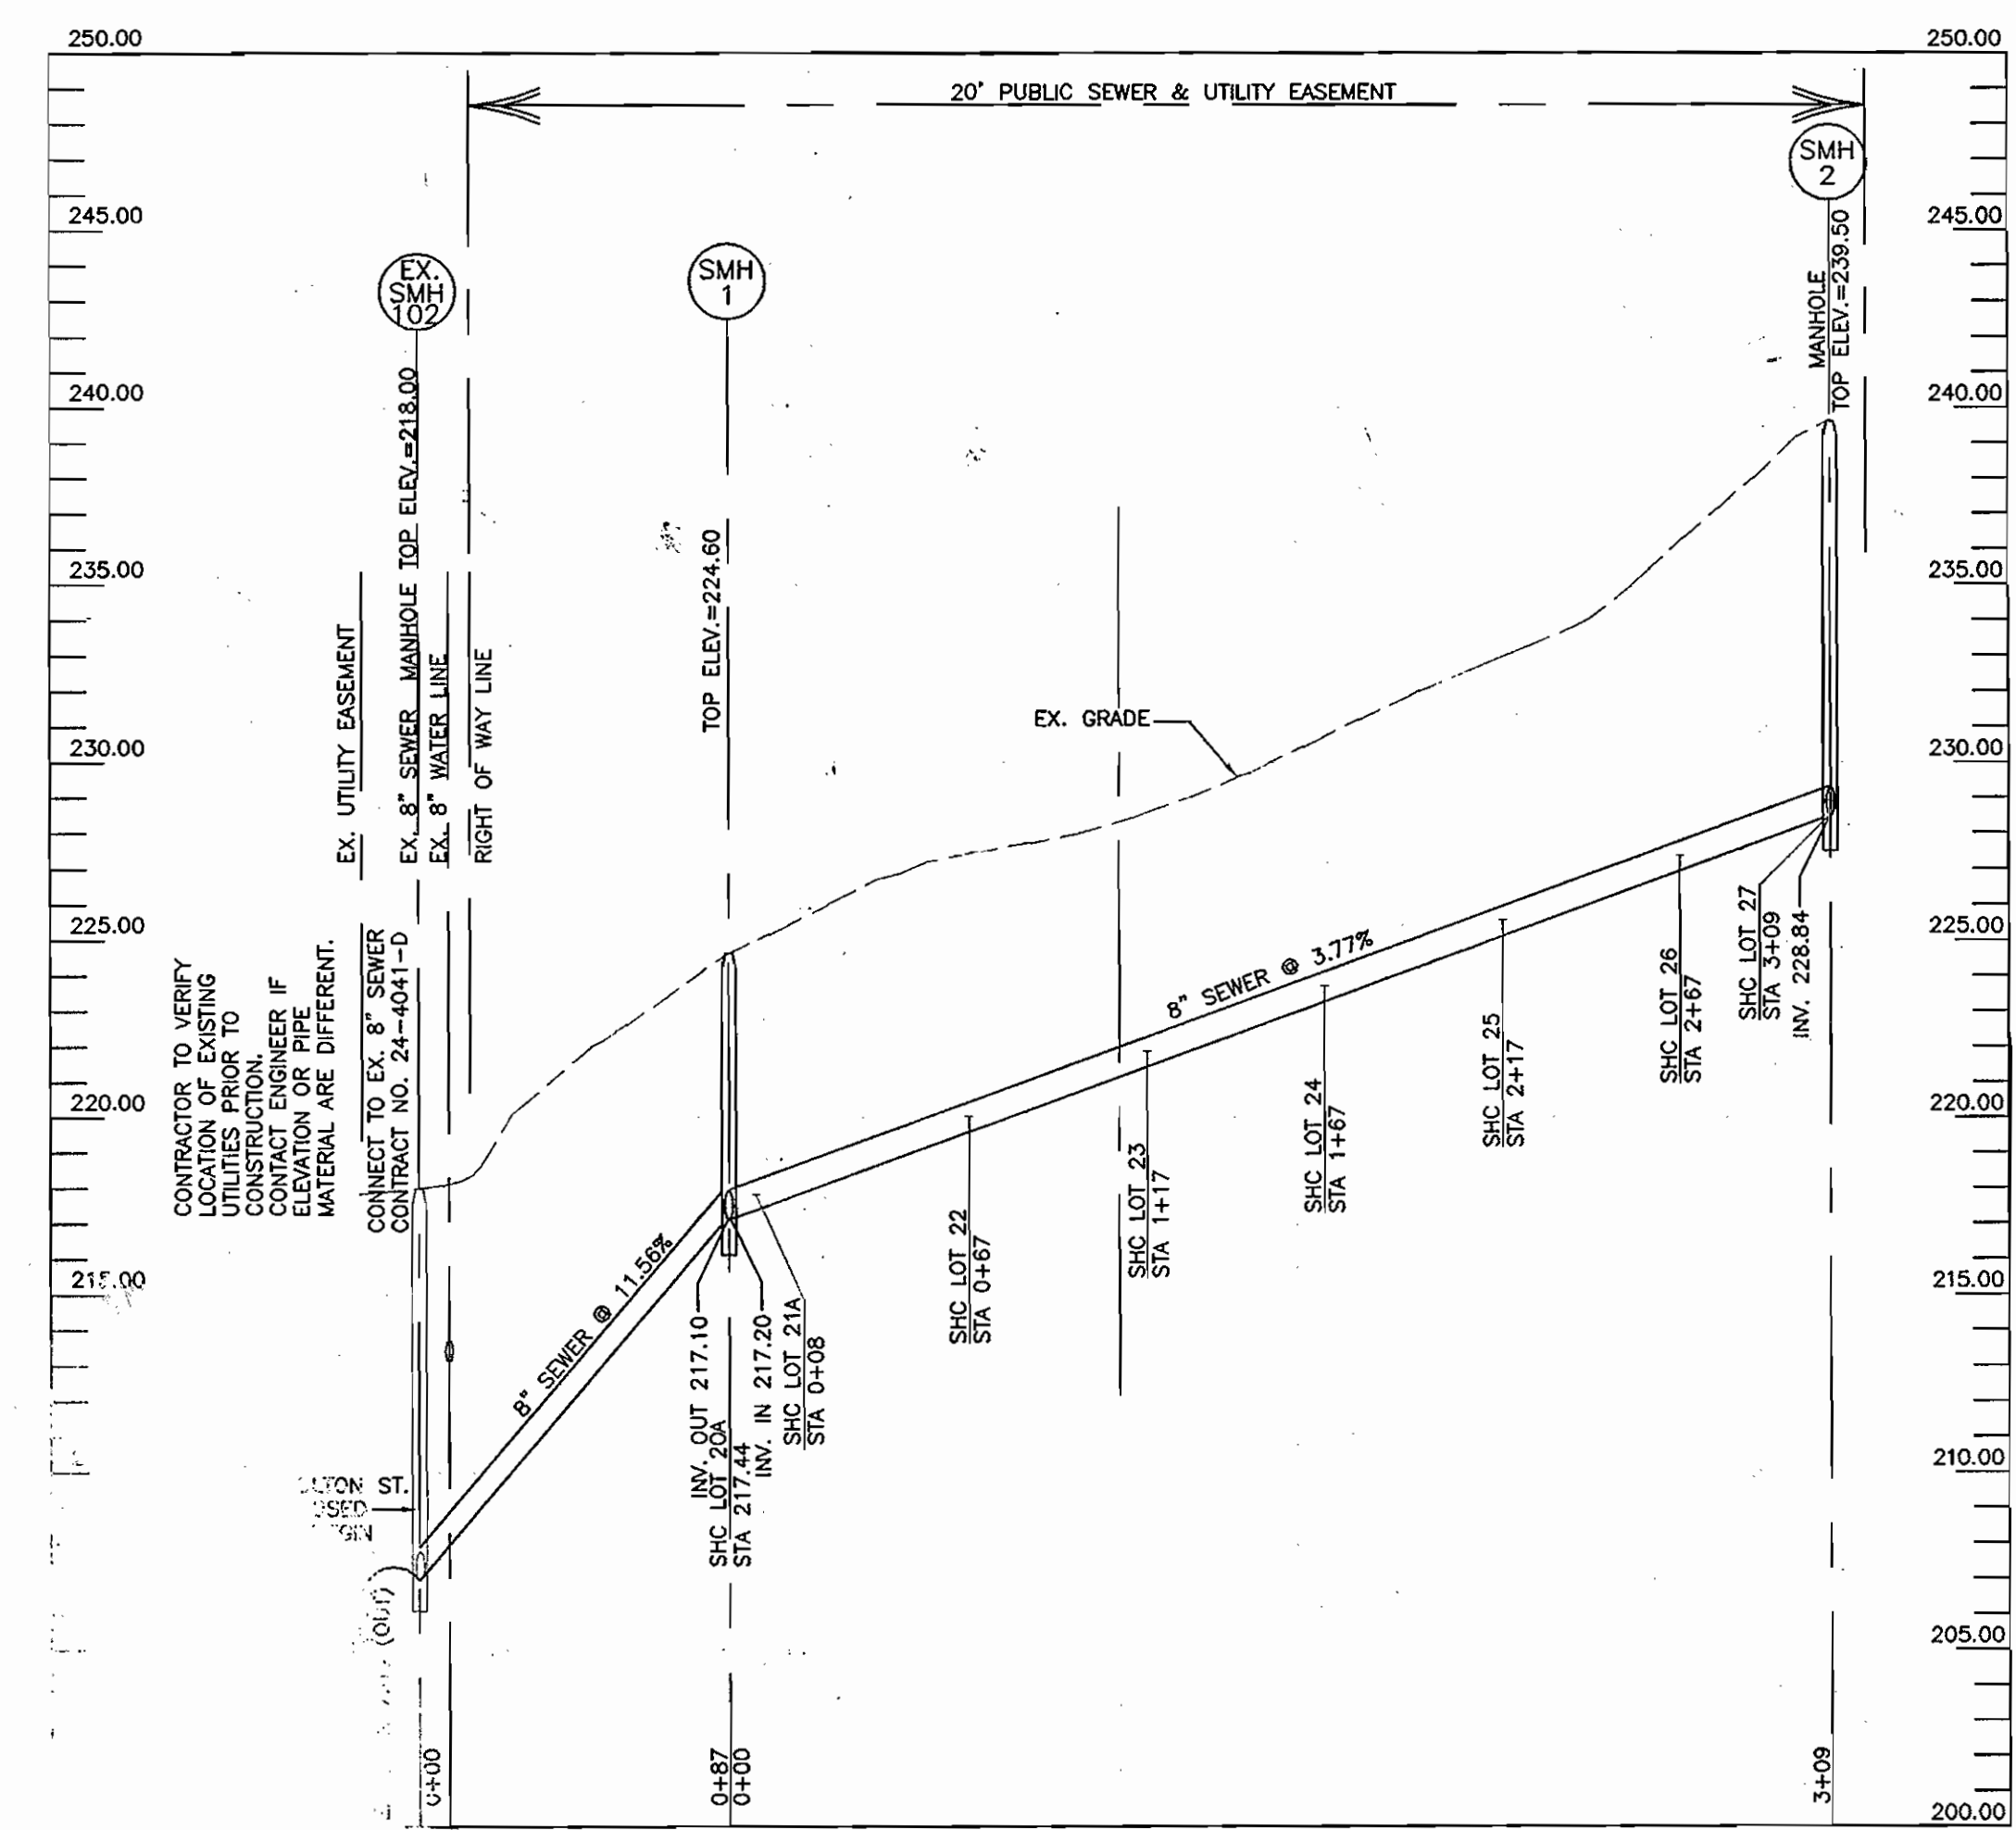 250.00
250.00
20' PUBLIC SEWER & UTILITY EASEMENT
SMH
2
245.00
245.00
EX.
SMH
102
SMH
1
MANHOLE
TOP ELEV.=239.50
240.00
240.00
EX. 8" SEWER MANHOLE TOP ELEV.=218.00
TOP ELEV.=224.60
235.00
235.00
EX. UTILITY EASEMENT
EX. 8" WATER LINE
RIGHT OF WAY LINE
EX. GRADE
230.00
230.00
225.00
225.00
CONTRACTOR TO VERIFY
LOCATION OF EXISTING
UTILITIES PRIOR TO
CONSTRUCTION.
CONTACT ENGINEER IF
ELEVATION OR PIPE
MATERIAL ARE DIFFERENT.
CONNECT TO EX. 8" SEWER
CONTRACT NO. 24-4041-D
8" SEWER @ 3.77%
SHC LOT 27
STA 3+09
INV. 228.84
SHC LOT 26
STA 2+67
SHC LOT 25
STA 2+17
SHC LOT 24
STA 1+67
SHC LOT 23
STA 1+17
SHC LOT 22
STA 0+67
220.00
220.00
215.00
215.00
8" SEWER @ 11.56%
INV. OUT 217.10
SHC LOT 20A
STA 217.44
INV. IN 217.20
SHC LOT 21A
STA 0+08
210.00
ST.
(OUT)
205.00
0+00
0+87
0+00
3+09
200.00